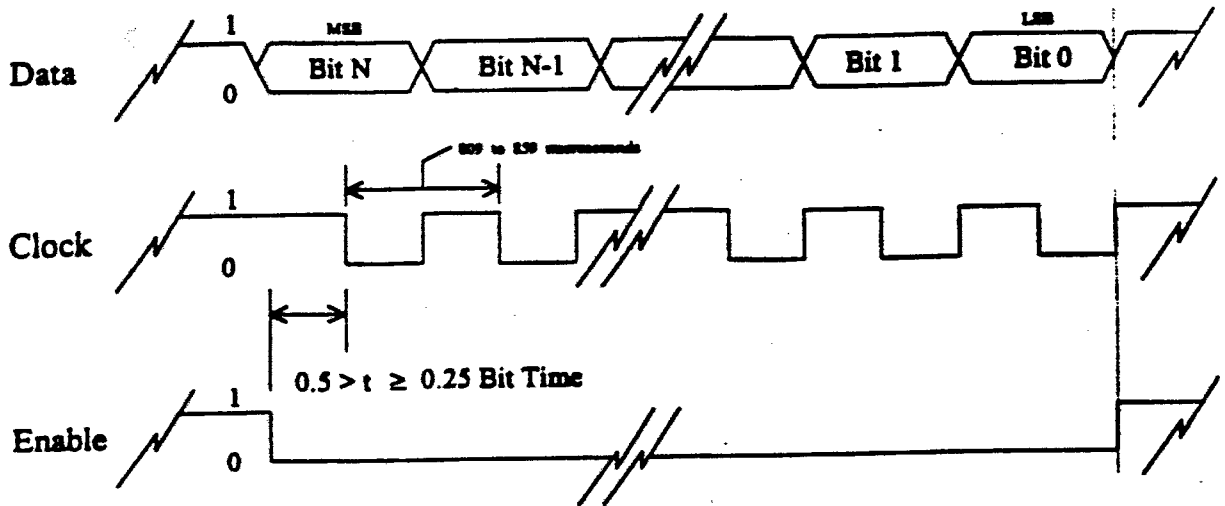 1
MSB
LSB
Data
Bit N
Bit N-1
Bit 1
Bit 0
0
to
1
Clock
0
0.5 > t ≥ 0.25 Bit Time
1
Enable
0